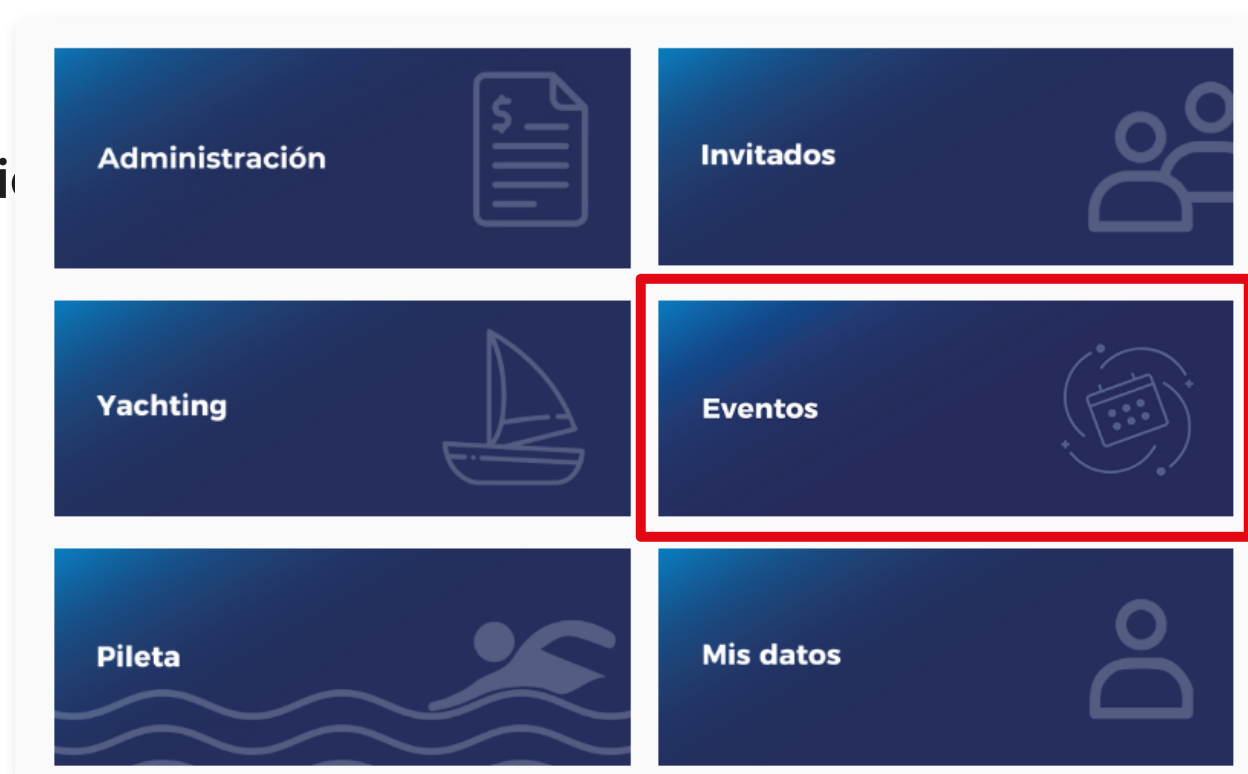 Administración
Invitados
Yachting
Eventos
Pileta
Mis datos